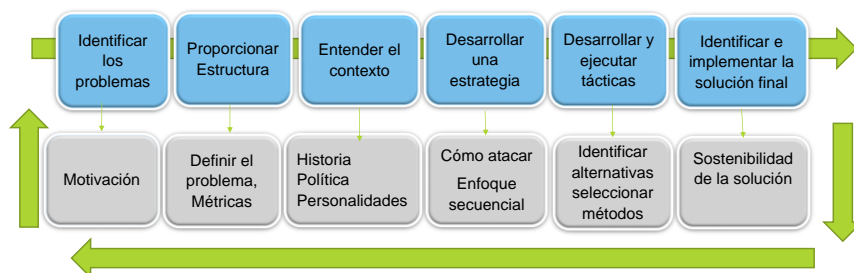 Identificar
los
problemas
Proporcionar
Estructura
Entender el
contexto
Desarrollar
una
estrategia
Desarrollar y
ejecutar
tácticas
Identificar e
implementar la
solución final
Motivación
Definir el
problema,
Métricas
Historia
Política
Personalidades
Cómo atacar
Enfoque
secuencial
Identificar
alternativas
seleccionar
métodos
Sostenibilidad
de la solución